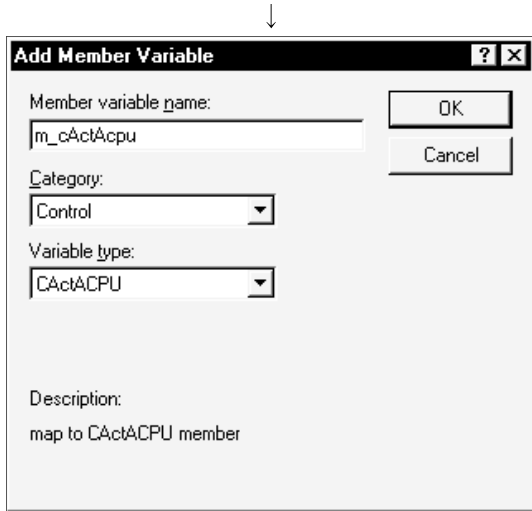 ↓
Add Member Variable
Member variable name:
OK
m_cActAcpu
Cancel
Category:
Control
Variable type:
CActACPU
Description:
map to CActACPU member